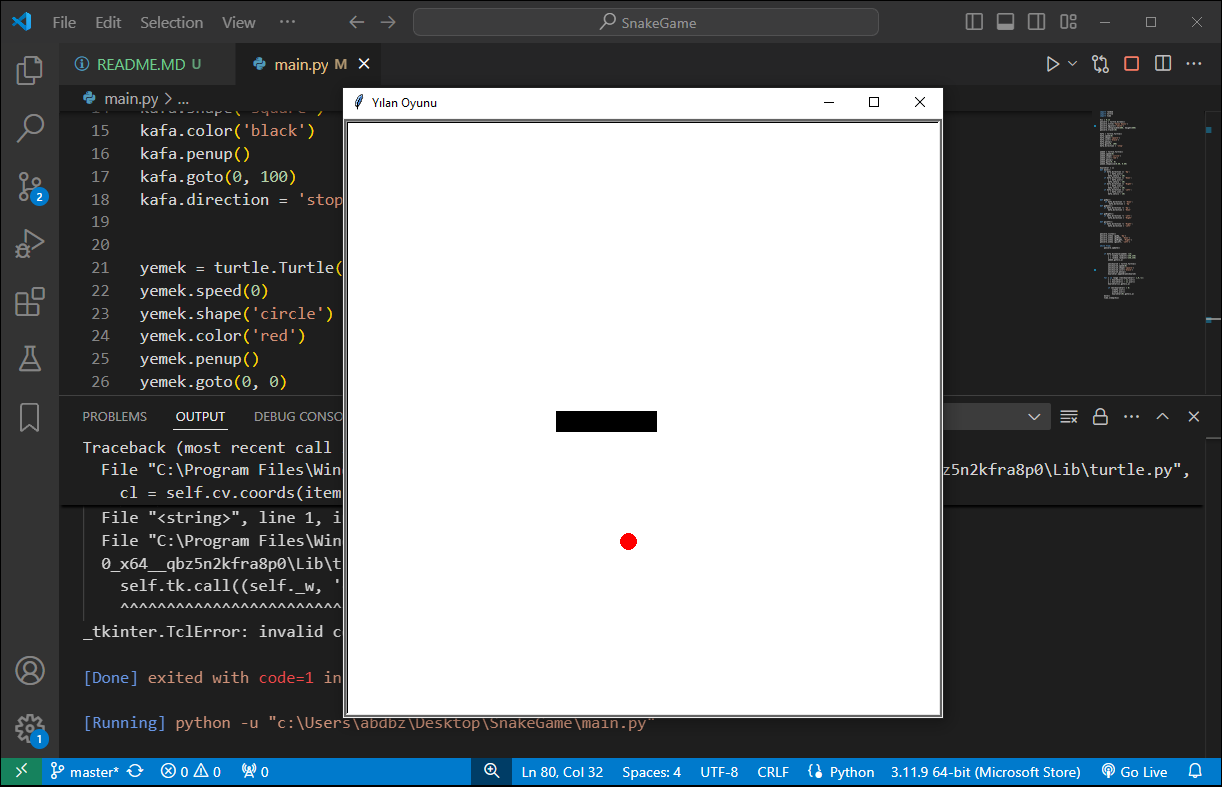 File Edit Selection View ··· SnakeGame
README.MD U main.py M
main.py > ...
15 kafa.color('black')
16 kafa.penup()
17 kafa.goto(0, 100)
18 kafa.direction = 'stop
19
20
21 yemek = turtle.Turtle(
22 yemek.speed(0)
23 yemek.shape('circle')
24 yemek.color('red')
25 yemek.penup()
26 yemek.goto(0, 0)
Yılan Oyunu
PROBLEMS OUTPUT DEBUG CONSO
Traceback (most recent call
File "C:\Program Files\Win z5n2kfra8p0\Lib\turtle.py",
cl = self.cv.coords(item
File "<string>", line 1, i
File "C:\Program Files\Win
0_x64__qbz5n2kfra8p0\Lib\t
self.tk.call((self._w, '
^^^^^^^^^^^^^^^^^^^^^^^^
_tkinter.TclError: invalid c
[Done] exited with code=1 in
[Running] python -u "c:\Users\abdbz\Desktop\SnakeGame\main.py"
2
1
master* 0 0 0 Ln 80, Col 32 Spaces: 4 UTF-8 CRLF Python 3.11.9 64-bit (Microsoft Store) Go Live